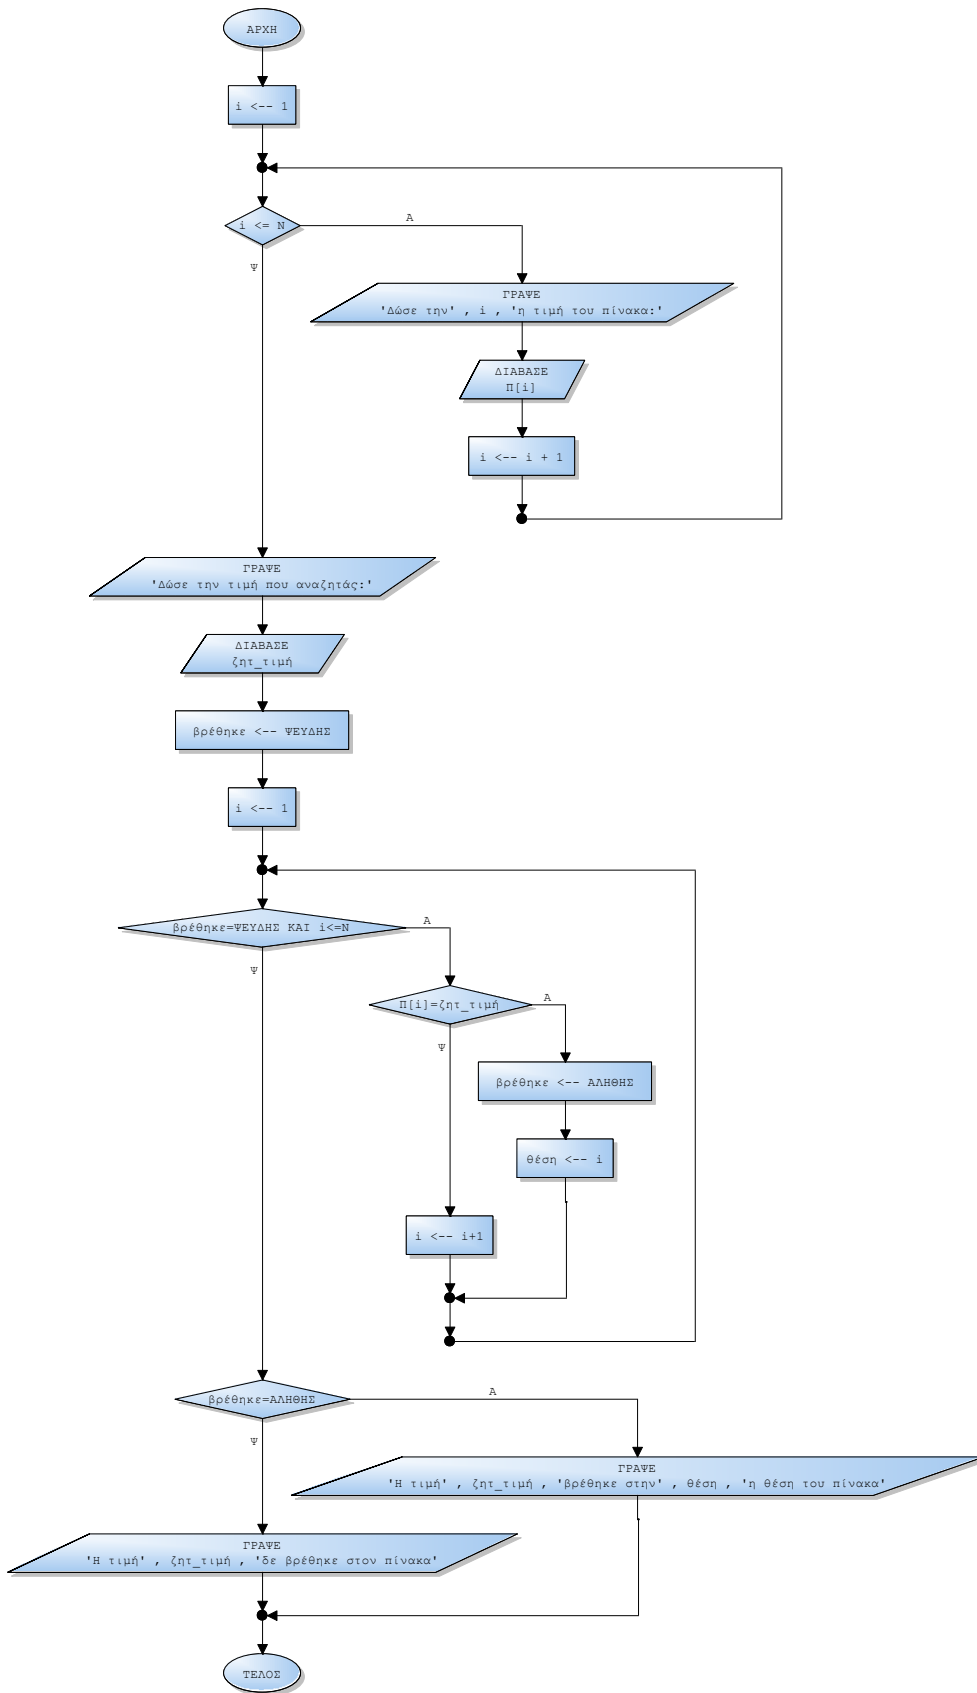 ΑΡΧΗ
i <-- 1
i <= N
Α
Ψ
ΓΡΑΨΕ
'Δώσε την' , i , 'η τιμή του πίνακα:'
ΔΙΑΒΑΣΕ
Π[i]
i <-- i + 1
ΓΡΑΨΕ
'Δώσε την τιμή που αναζητάς:'
ΔΙΑΒΑΣΕ
ζητ_τιμή
βρέθηκε <-- ΨΕΥΔΗΣ
i <-- 1
βρέθηκε=ΨΕΥΔΗΣ ΚΑΙ i<=N
Α
Ψ
Π[i]=ζητ_τιμή
Α
Ψ
βρέθηκε <-- ΑΛΗΘΗΣ
θέση <-- i
i <-- i+1
βρέθηκε=ΑΛΗΘΗΣ
Α
Ψ
ΓΡΑΨΕ
'Η τιμή' , ζητ_τιμή , 'βρέθηκε στην' , θέση , 'η θέση του πίνακα'
ΓΡΑΨΕ
'Η τιμή' , ζητ_τιμή , 'δε βρέθηκε στον πίνακα'
ΤΕΛΟΣ